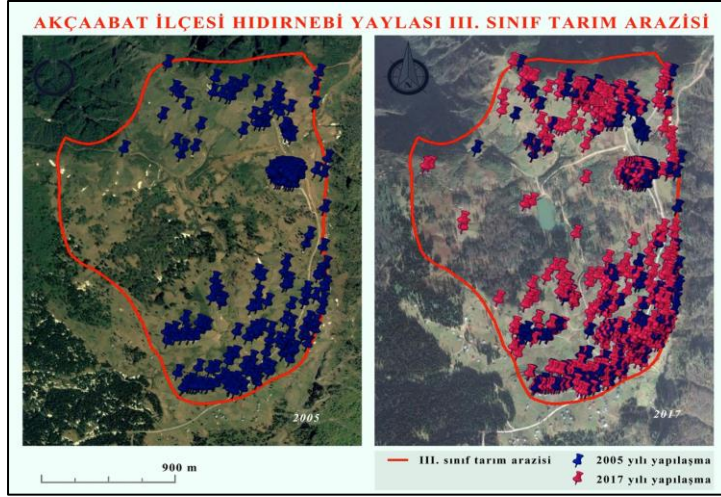 AKÇAABAT İLÇESİ HIDIRNEBİ YAYLASI III. SINIF TARIM ARAZİSİ
2005
2017
900 m
III. sınıf tarım arazisi
2005 yılı yapılaşma
2017 yılı yapılaşma